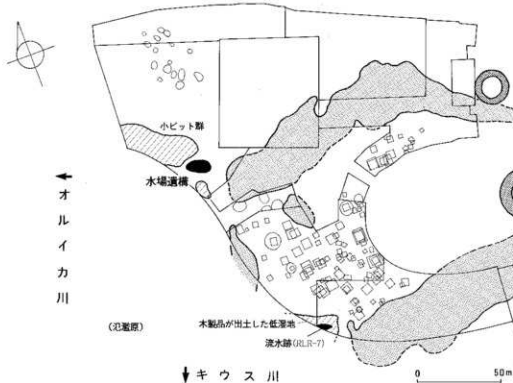 小ピット群
水場遺構
オルイカ川
(氾濫原)
木製品が出土した低湿地
流水跡(RLR-7)
キウス川
0 50m